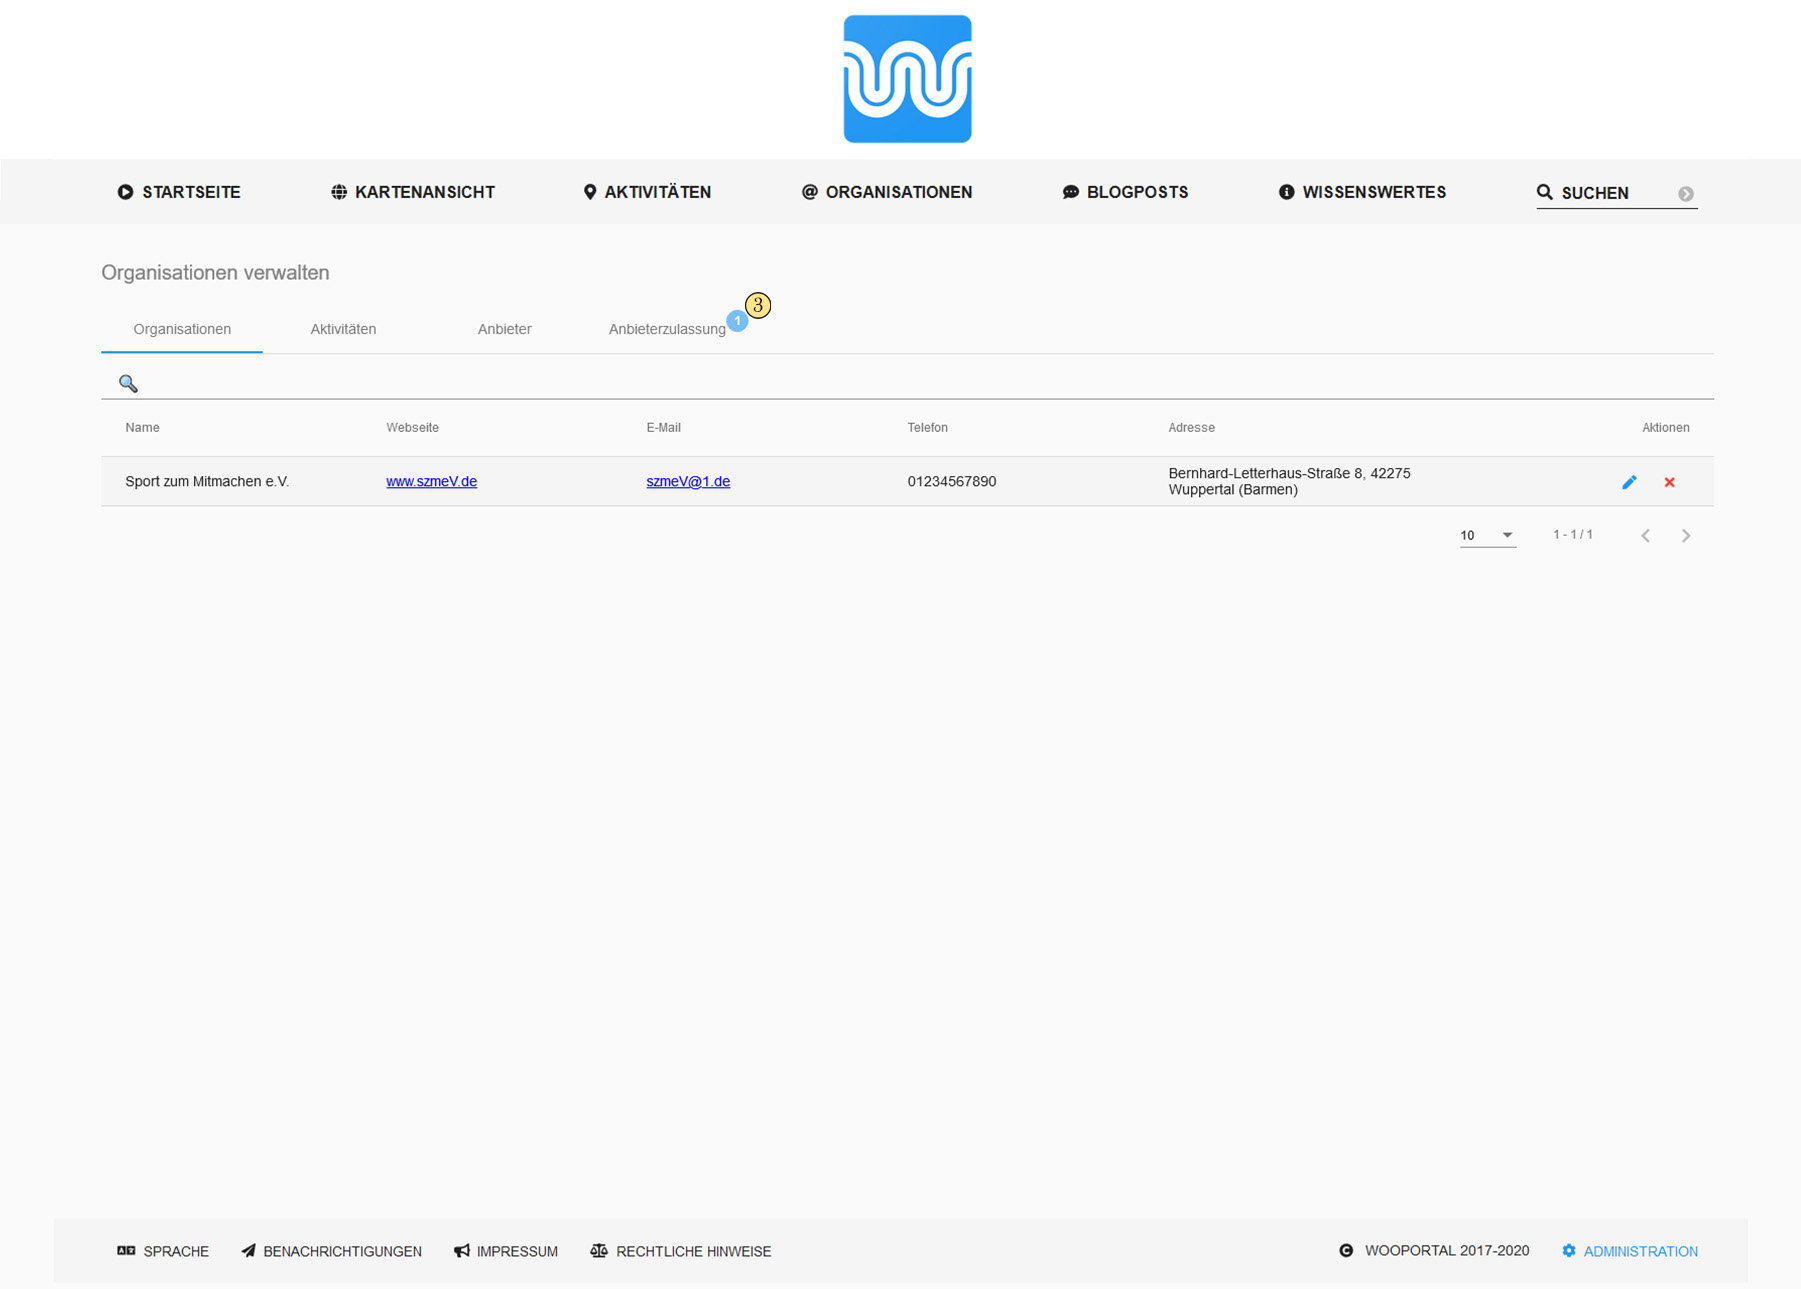 STARTSEITE KARTENANSICHT AKTIVITÄTEN @ ORGANISATIONEN BLOGPOSTS WISSENSWERTES SUCHEN
Organisationen verwalten
3
Organisationen Aktivitäten Anbieter Anbieterzulassung 1
Name Webseite E-Mail Telefon Adresse Aktionen
Sport zum Mitmachen e.V. www.szmeV.de szmeV@1.de 01234567890 Bernhard-Letterhaus-Straße 8, 42275
Wuppertal (Barmen)
10 1 - 1 / 1
SPRACHE BENACHRICHTIGUNGEN IMPRESSUM RECHTLICHE HINWEISE WOOPORTAL 2017-2020 ADMINISTRATION